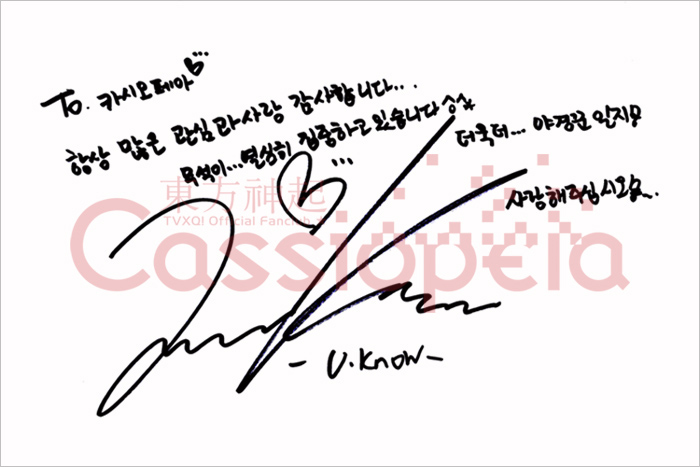 To. 카시오페아
항상 많은 관심과 사랑 감사합니다...
무석이...열심히 집중하고 있습니다
더욱더... 야경꾼 일지
사랑해주십시오...
東方神起
TVXQ! Official Fanclub
Cassiopeia
- U.Know -